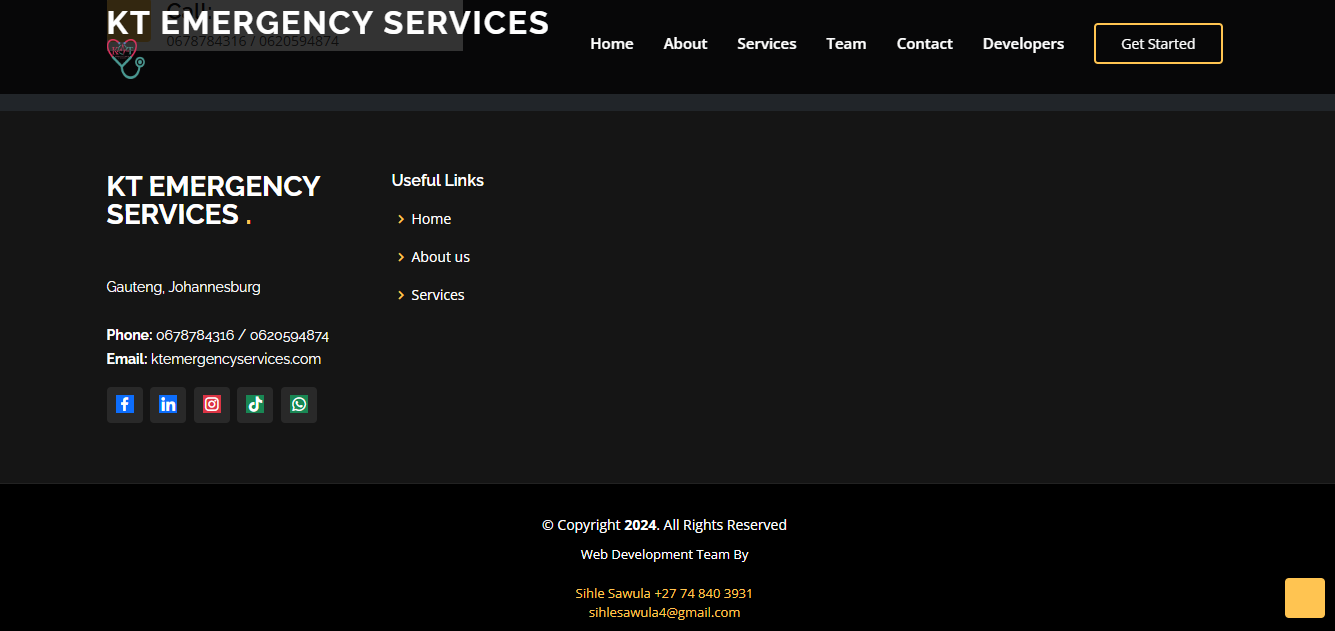 Call:
KT EMERGENCY SERVICES
0678784316 / 0620594874
Home About Services Team Contact Developers Get Started
KT EMERGENCY
SERVICES .
Useful Links
Home
About us
Services
Gauteng, Johannesburg
Phone: 0678784316 / 0620594874
Email: ktemergencyservices.com
© Copyright 2024. All Rights Reserved
Web Development Team By
Sihle Sawula +27 74 840 3931
sihlesawula4@gmail.com